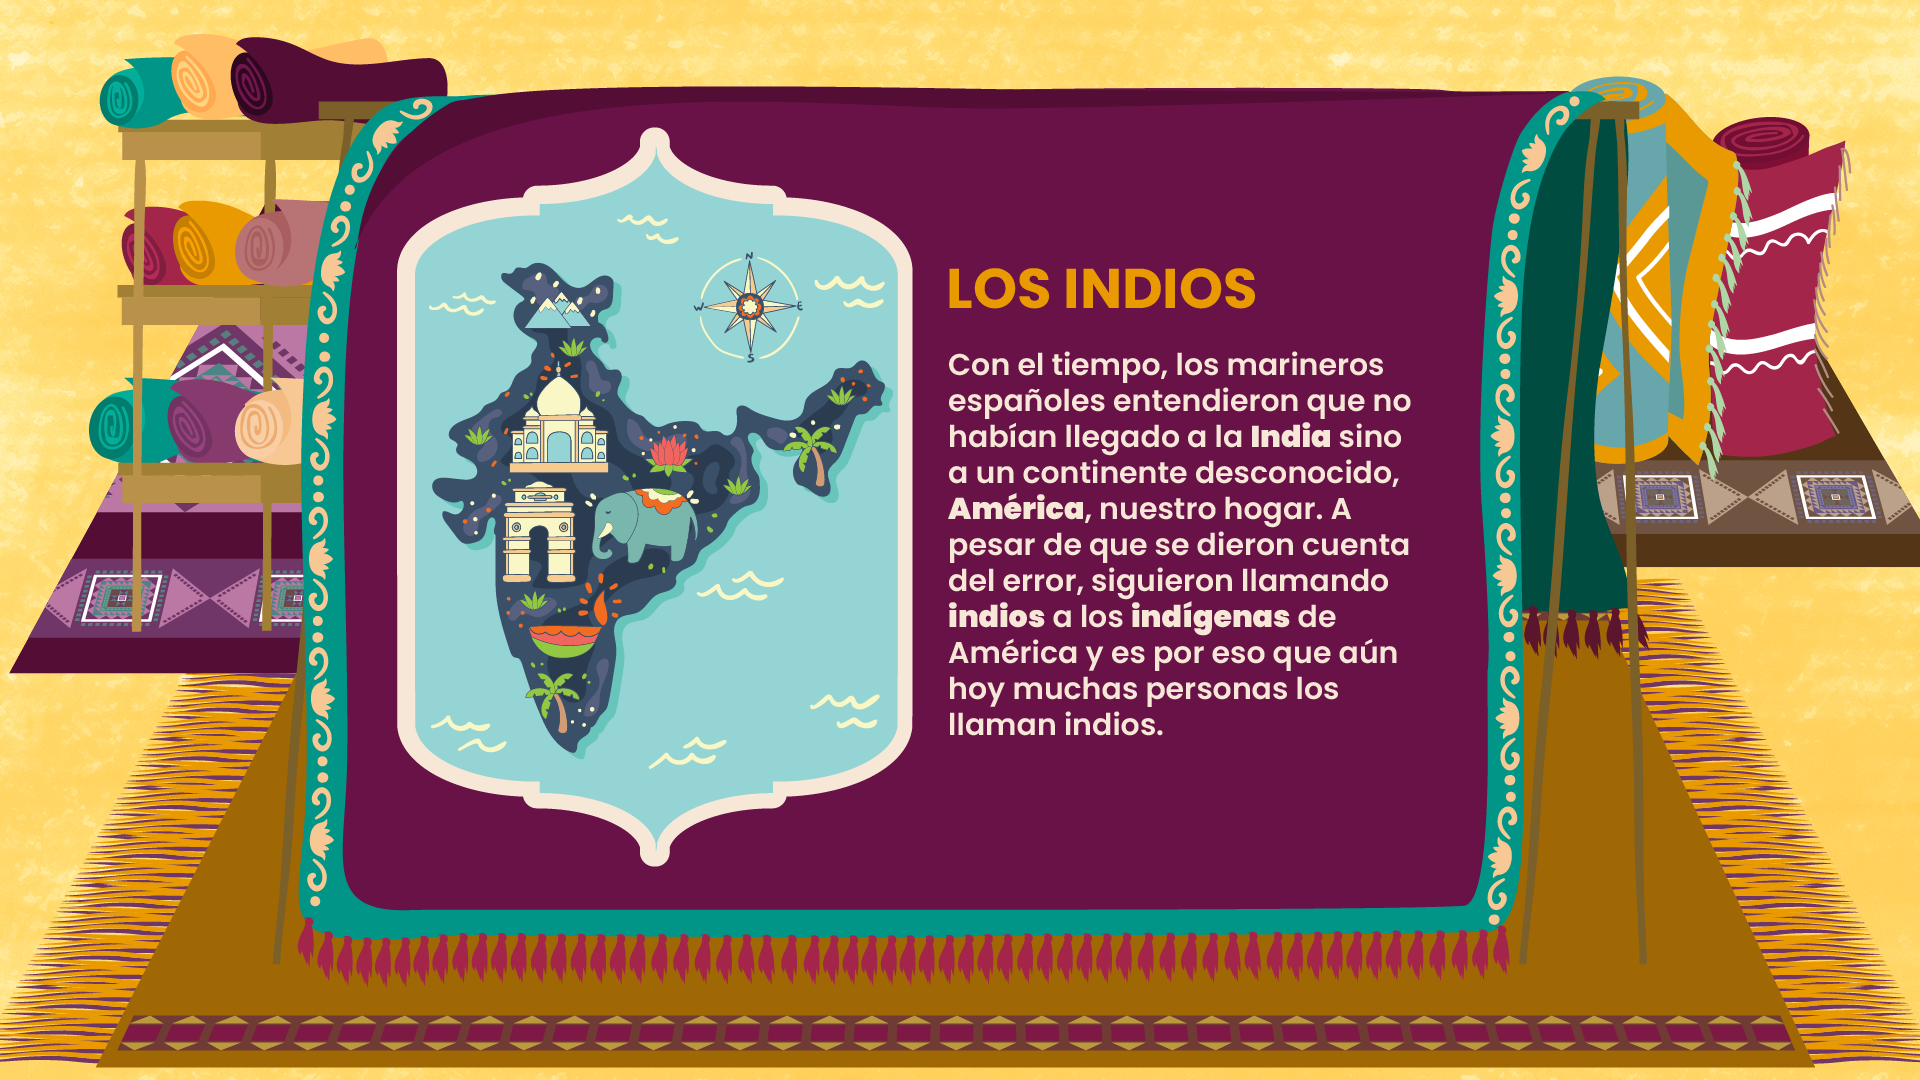 N
W E
S
LOS INDIOS
Con el tiempo, los marineros
españoles entendieron que no
habían llegado a la India sino
a un continente desconocido,
América, nuestro hogar. A
pesar de que se dieron cuenta
del error, siguieron llamando
indios a los indígenas de
América y es por eso que aún
hoy muchas personas los
llaman indios.